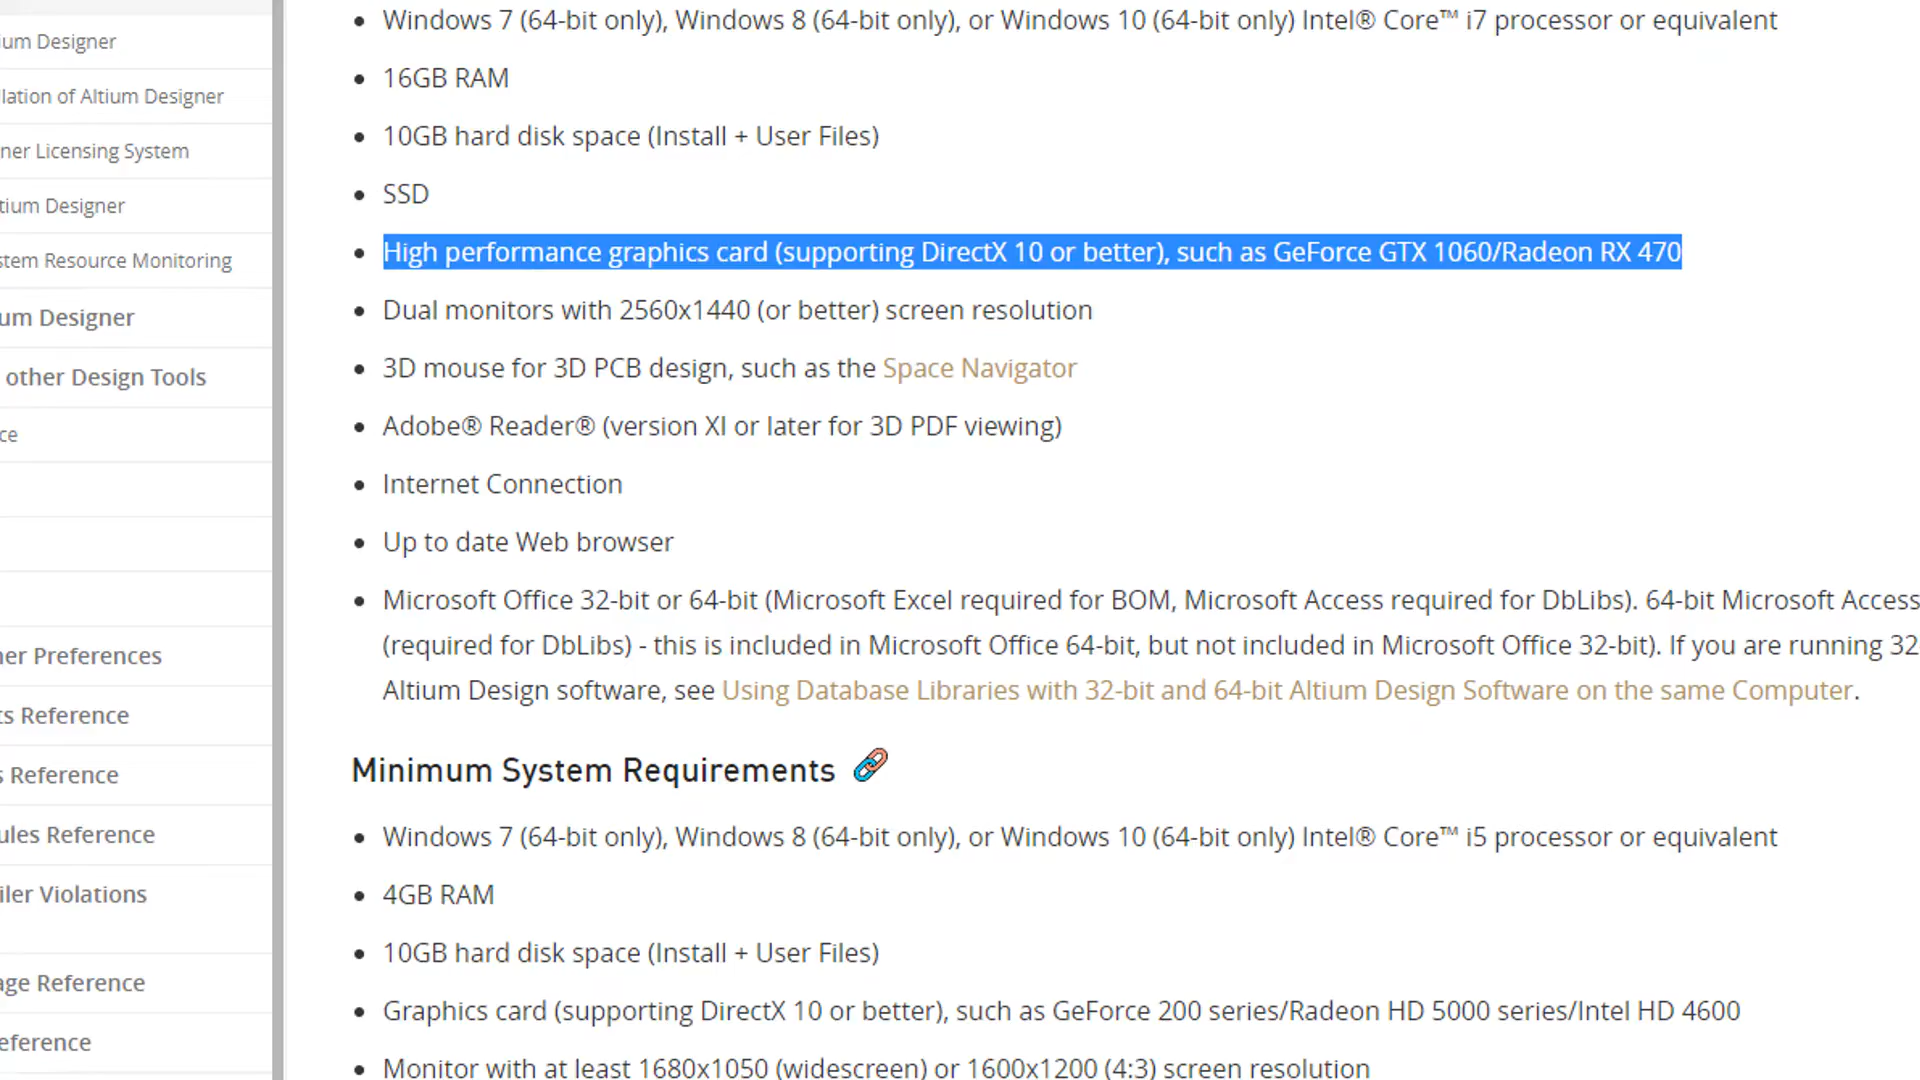 ium Designer
llation of Altium Designer
ner Licensing System
tium Designer
stem Resource Monitoring
um Designer
other Design Tools
ce
ner Preferences
ts Reference
s Reference
ules Reference
iler Violations
age Reference
eference
Windows 7 (64-bit only), Windows 8 (64-bit only), or Windows 10 (64-bit only) Intel® Core™ i7 processor or equivalent
16GB RAM
10GB hard disk space (Install + User Files)
SSD
High performance graphics card (supporting DirectX 10 or better), such as GeForce GTX 1060/Radeon RX 470
Dual monitors with 2560x1440 (or better) screen resolution
3D mouse for 3D PCB design, such as the Space Navigator
Adobe® Reader® (version XI or later for 3D PDF viewing)
Internet Connection
Up to date Web browser
Microsoft Office 32-bit or 64-bit (Microsoft Excel required for BOM, Microsoft Access required for DbLibs). 64-bit Microsoft Access
(required for DbLibs) - this is included in Microsoft Office 64-bit, but not included in Microsoft Office 32-bit). If you are running 32
Altium Design software, see Using Database Libraries with 32-bit and 64-bit Altium Design Software on the same Computer.
Minimum System Requirements
Windows 7 (64-bit only), Windows 8 (64-bit only), or Windows 10 (64-bit only) Intel® Core™ i5 processor or equivalent
4GB RAM
10GB hard disk space (Install + User Files)
Graphics card (supporting DirectX 10 or better), such as GeForce 200 series/Radeon HD 5000 series/Intel HD 4600
Monitor with at least 1680x1050 (widescreen) or 1600x1200 (4:3) screen resolution